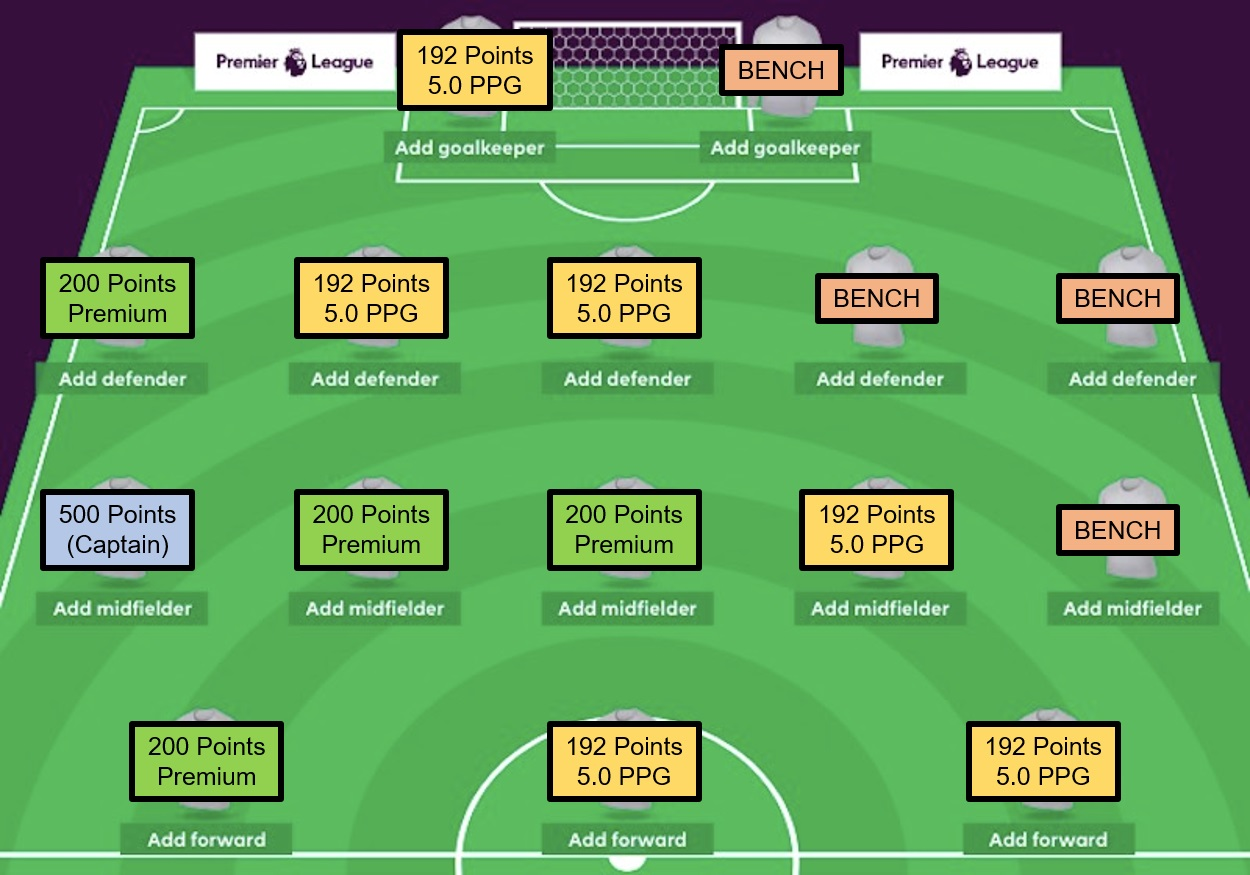 Premier League
192 Points
5.0 PPG
BENCH
Premier League
Add goalkeeper
Add goalkeeper
200 Points
Premium
192 Points
5.0 PPG
192 Points
5.0 PPG
BENCH
BENCH
Add defender
Add defender
Add defender
Add defender
Add defender
500 Points
(Captain)
200 Points
Premium
200 Points
Premium
192 Points
5.0 PPG
BENCH
Add midfielder
Add midfielder
Add midfielder
Add midfielder
Add midfielder
200 Points
Premium
192 Points
5.0 PPG
192 Points
5.0 PPG
Add forward
Add forward
Add forward